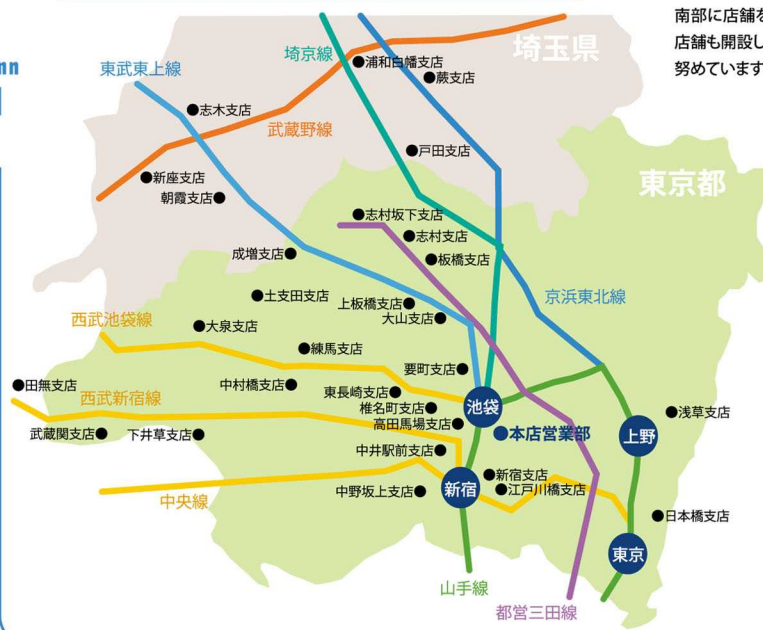 南部に店舗を
店舗も開設し
努めています
nn
埼玉県
埼京線
東武東上線
浦和白幡支店
蕨支店
志木支店
武蔵野線
戸田支店
新座支店
朝霞支店
東京都
志村坂下支店
志村支店
成増支店
板橋支店
京浜東北線
土支田支店
上板橋支店
大山支店
西武池袋線
大泉支店
練馬支店
要町支店
田無支店
西武新宿線
中村橋支店
東長崎支店
椎名町支店
池袋
高田馬場支店
浅草支店
上野
本店営業部
武蔵関支店
下井草支店
中井駅前支店
新宿支店
中野坂上支店
新宿
江戸川橋支店
中央線
日本橋支店
東京
山手線
都営三田線